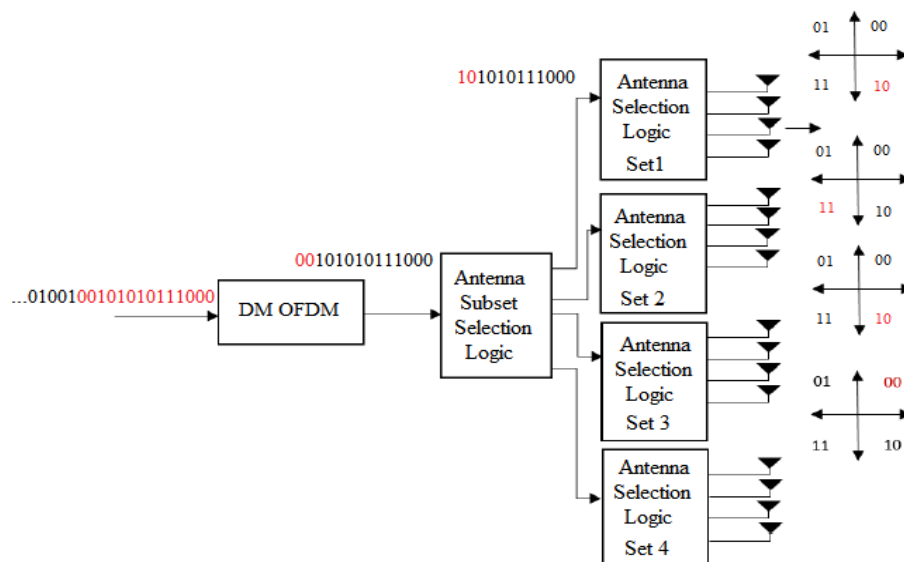 01 00
101010111000
Antenna
Selection
Logic
Set1
11 10
01 00
11 10
Antenna
Selection
Logic
Set 2
00101010111000
01 00
...0100100101010111000
DM OFDM
Antenna
Subset
Selection
Logic
11 10
Antenna
Selection
Logic
Set 3
01 00
11 10
Antenna
Selection
Logic
Set 4